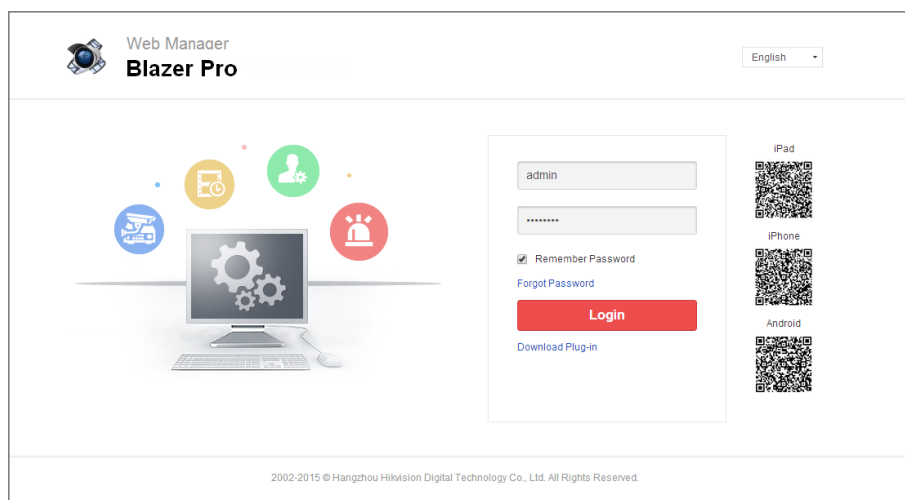 Web Manager
Blazer Pro
English
admin
••••••••
Remember Password
Forgot Password
Login
Download Plug-in
iPad
iPhone
Android
2002-2015 © Hangzhou Hikvision Digital Technology Co., Ltd. All Rights Reserved.